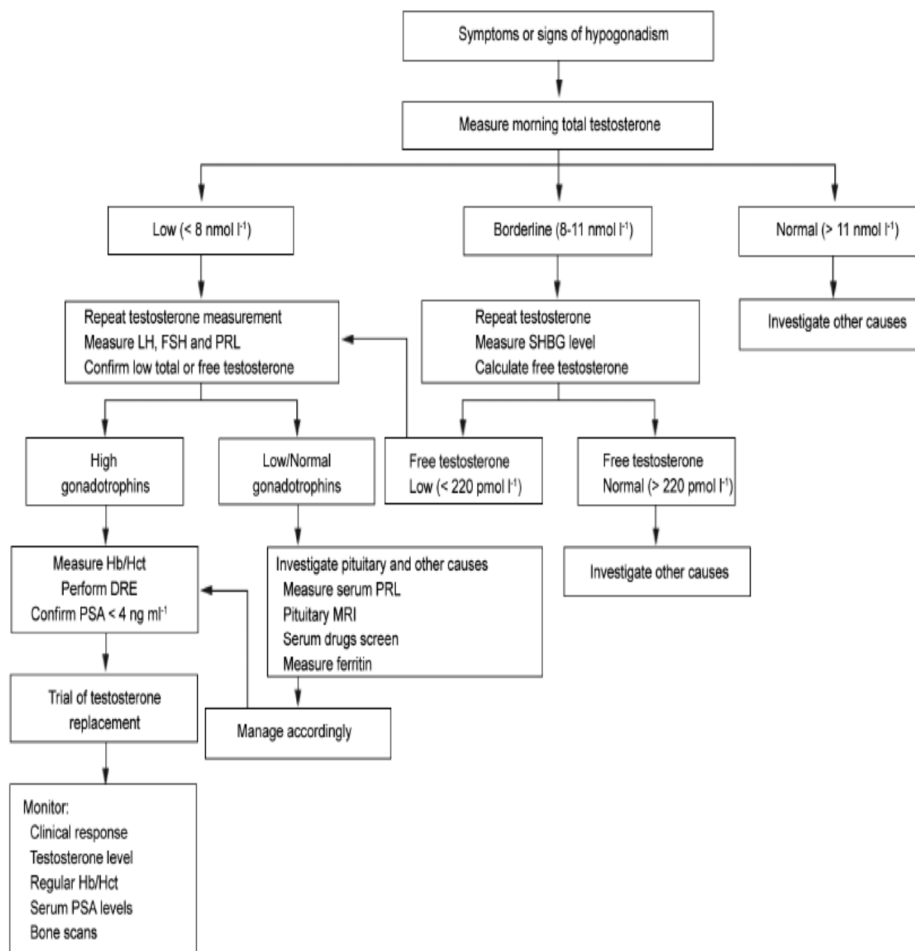 Symptoms or signs of hypogonadism
Measure morning total testosterone
Low (< 8 nmol l⁻¹)
Borderline (8-11 nmol l⁻¹)
Normal (> 11 nmol l⁻¹)
Repeat testosterone measurement
Measure LH, FSH and PRL
Confirm low total or free testosterone
Repeat testosterone
Measure SHBG level
Calculate free testosterone
Investigate other causes
High
gonadotrophins
Low/Normal
gonadotrophins
Free testosterone
Low (< 220 pmol l⁻¹)
Free testosterone
Normal (> 220 pmol l⁻¹)
Measure Hb/Hct
Perform DRE
Confirm PSA < 4 ng ml⁻¹
Investigate pituitary and other causes
Measure serum PRL
Pituitary MRI
Serum drugs screen
Measure ferritin
Investigate other causes
Trial of testosterone
replacement
Manage accordingly
Monitor:
Clinical response
Testosterone level
Regular Hb/Hct
Serum PSA levels
Bone scans